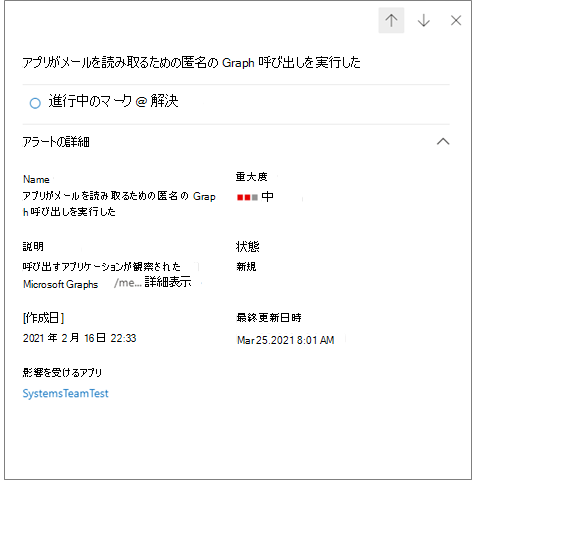 アプリがメールを読み取るための匿名の Graph 呼び出しを実行した
進行中のマーク @ 解決
アラートの詳細
Name
アプリがメールを読み取るための匿名の Grap
h 呼び出しを実行した
重大度
中
説明
呼び出すアプリケーションが観察された
Microsoft Graphs /me... 詳細表示
状態
新規
[作成日]
2021 年 2 月 16日 22:33
最終更新日時
Mar 25.2021 8:01 AM
影響を受けるアプリ
SystemsTeamTest